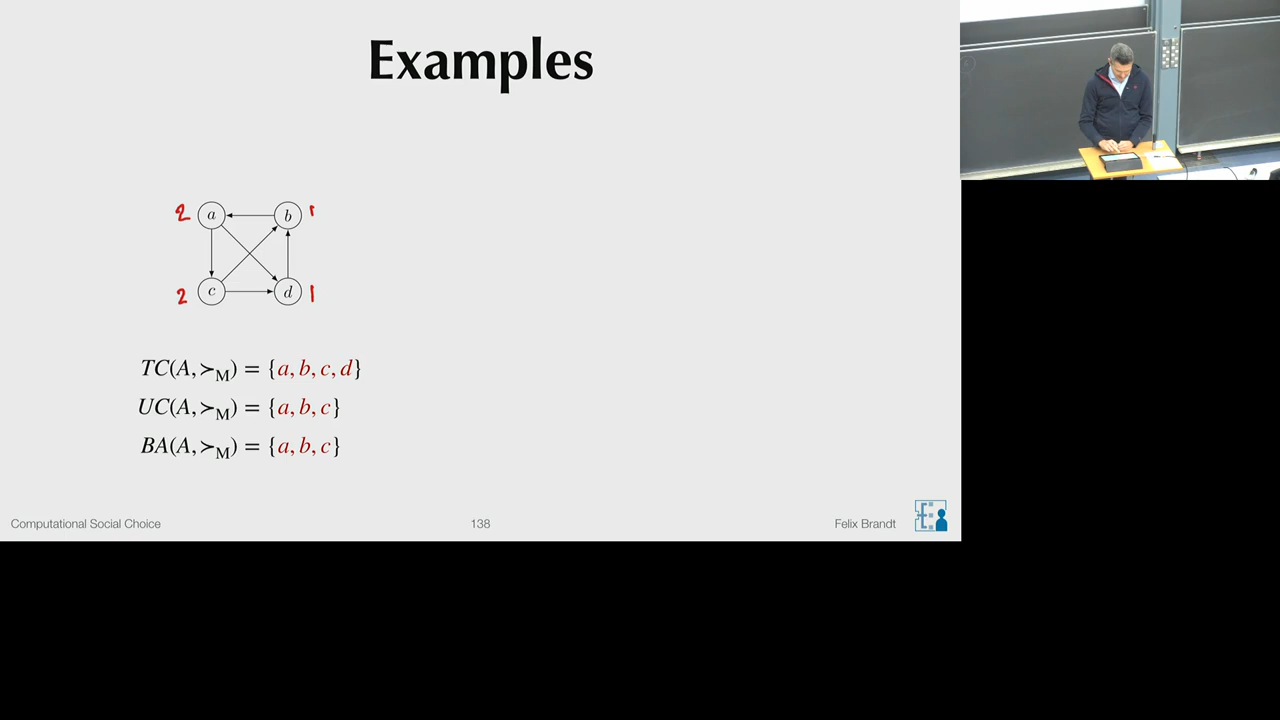 Examples
2 a b 1
2 c d 1
TC(A,≻M) = {a, b, c, d}
UC(A,≻M) = {a, b, c}
BA(A,≻M) = {a, b, c}
Computational Social Choice 138 Felix Brandt